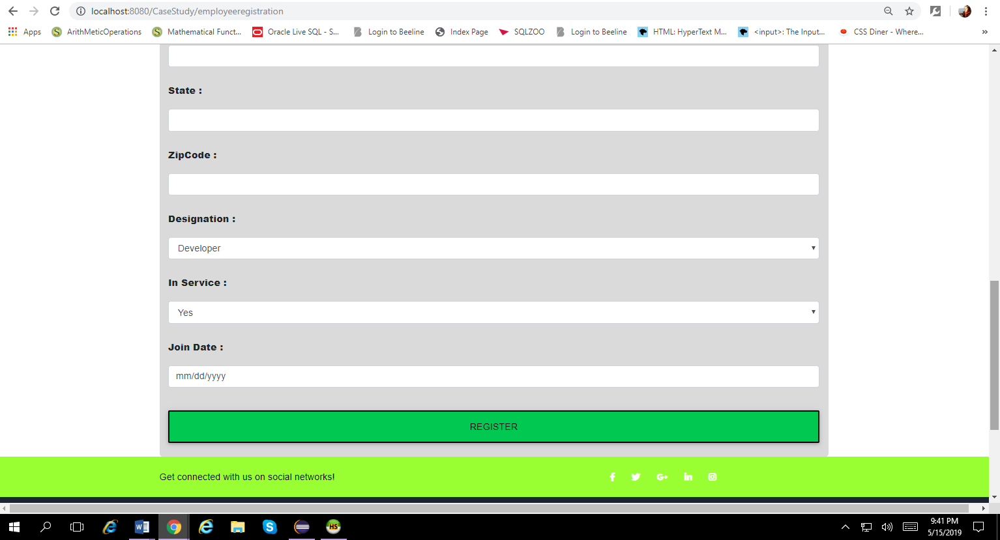 localhost:8080/CaseStudy/employeeregistration
Apps ArithMeticOperations Mathematical Funct... Oracle Live SQL - S... Login to Beeline Index Page SQLZOO Login to Beeline HTML: HyperText M... <input>: The Input... CSS Diner - Where... »
State :
ZipCode :
Designation :
Developer
In Service :
Yes
Join Date :
mm/dd/yyyy
REGISTER
Get connected with us on social networks!
HS
9:41 PM
5/15/2019